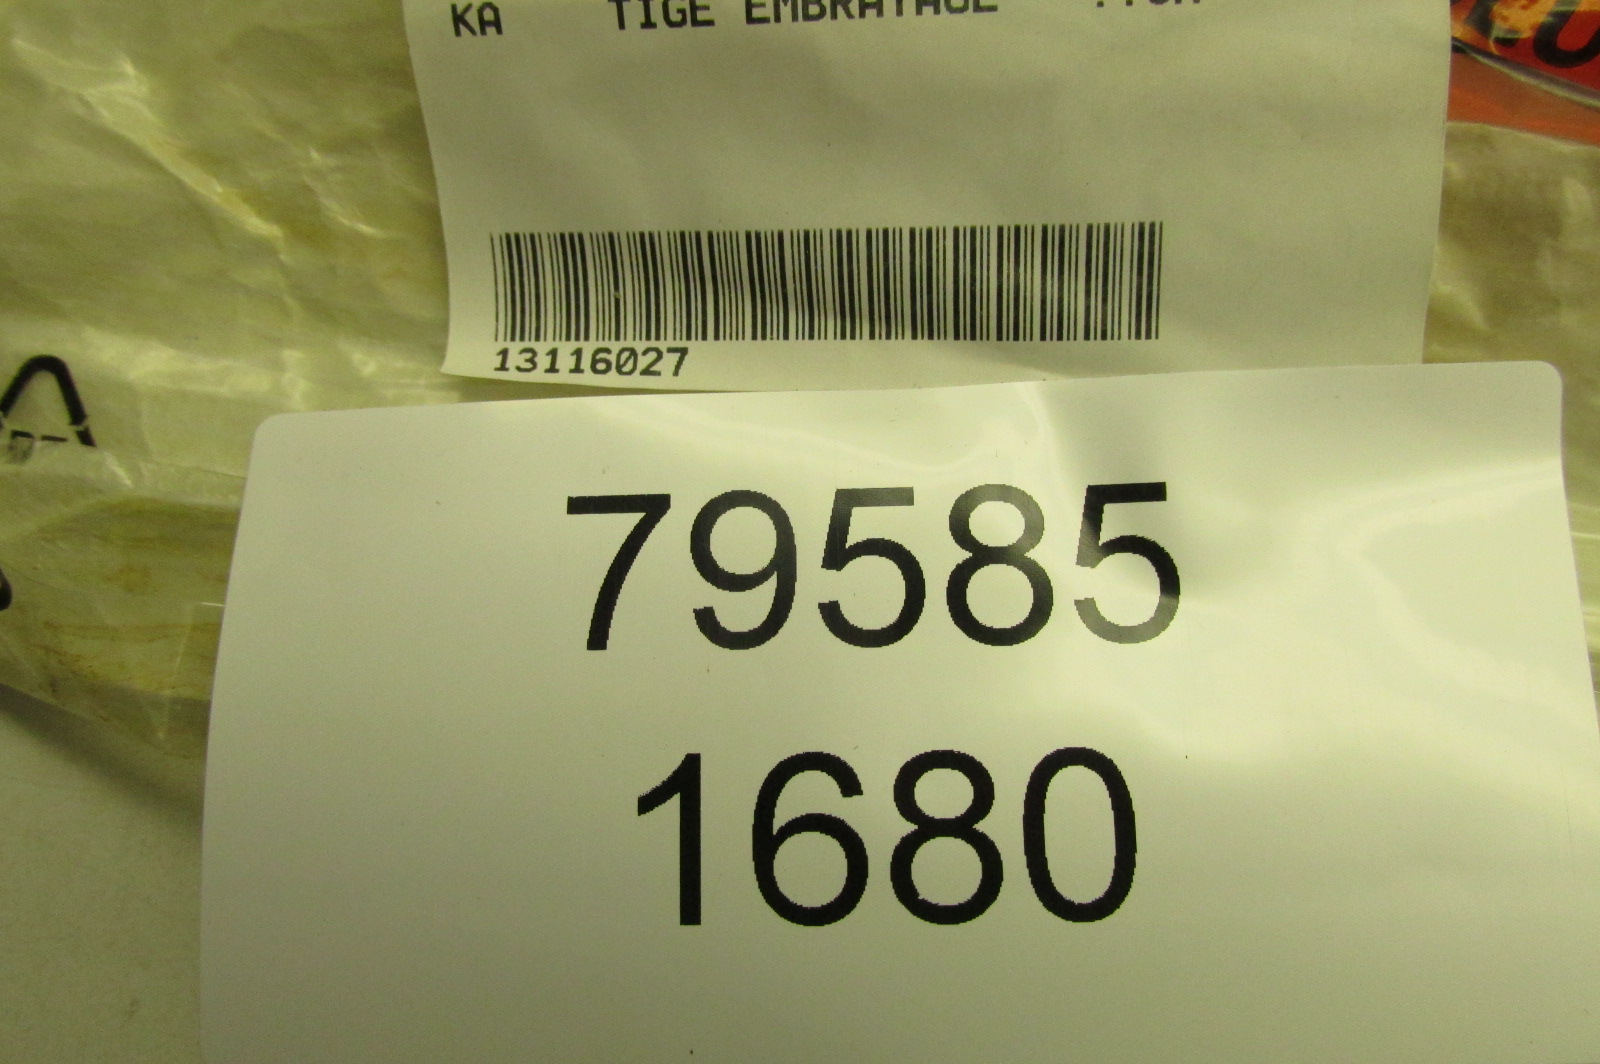 KA TIGE EMBRAYAGE
13116027
79585
1680